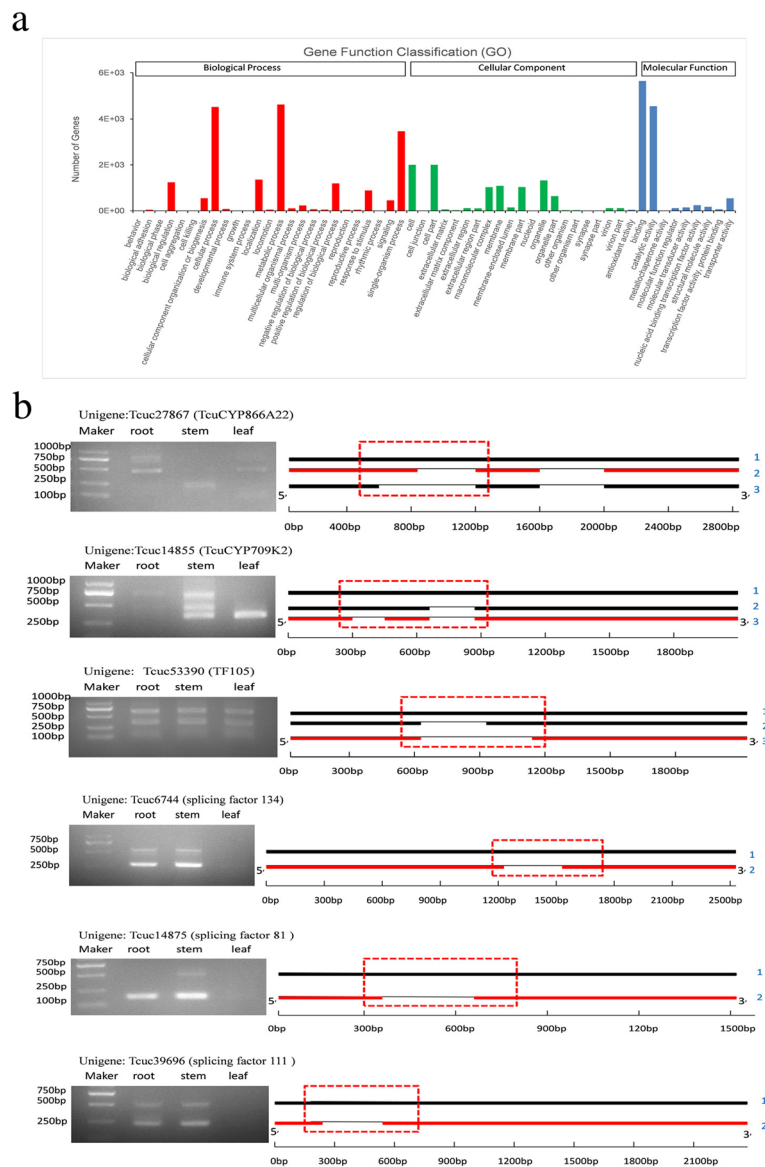 a
Gene Function Classification (GO)
Biological Process
Cellular Component
Molecular Function
Number of Genes
6E+03
4E+03
2E+03
0E+00
behavior
biological adhesion
biological phase
biological regulation
cell aggregation
cell killing
cellular component organization or biogenesis
cellular process
developmental process
growth
immune system process
localization
locomotion
metabolic process
multicellular organismal process
multi-organism process
negative regulation of biological process
positive regulation of biological process
regulation of biological process
reproduction
reproductive process
response to stimulus
rhythmic process
signaling
single-organism process
cell
cell junction
cell part
extracellular matrix
extracellular matrix component
extracellular region
extracellular region part
macromolecular complex
membrane
membrane part
membrane-enclosed lumen
nucleoid
organelle
organelle part
other organism
other organism part
synapse
synapse part
virion
virion part
antioxidant activity
binding
catalytic activity
metallochaperone activity
molecular function regulator
molecular transducer activity
nucleic acid binding transcription factor activity
structural molecule activity
transcription factor activity, protein binding
transporter activity
b
Unigene:Tcuc27867 (TcuCYP866A22)
Maker root stem leaf
1000bp
750bp
500bp
250bp
100bp
1
2
3
5, 3,
0bp 400bp 800bp 1200bp 1600bp 2000bp 2400bp 2800bp
Unigene:Tcuc14855 (TcuCYP709K2)
Maker root stem leaf
1000bp
750bp
500bp
250bp
1
2
3
5, 3,
0bp 300bp 600bp 900bp 1200bp 1500bp 1800bp
Unigene: Tcuc53390 (TF105)
Maker root stem leaf
1000bp
750bp
500bp
250bp
100bp
2
3
5, 3,
0bp 300bp 600bp 900bp 1200bp 1500bp 1800bp
Unigene: Tcuc6744 (splicing factor 134)
Maker root stem leaf
750bp
500bp
250bp
1
2
5, 3,
0bp 300bp 600bp 900bp 1200bp 1500bp 1800bp 2100bp 2500bp
Unigene: Tcuc14875 (splicing factor 81 )
Maker root stem leaf
750bp
500bp
250bp
100bp
1
2
5, 3,
0bp 300bp 600bp 900bp 1200bp 1500bp
Unigene: Tcuc39696 (splicing factor 111 )
Maker root stem leaf
750bp
500bp
250bp
1
2
5, 3,
0bp 300bp 600bp 900bp 1200bp 1500bp 1800bp 2100bp